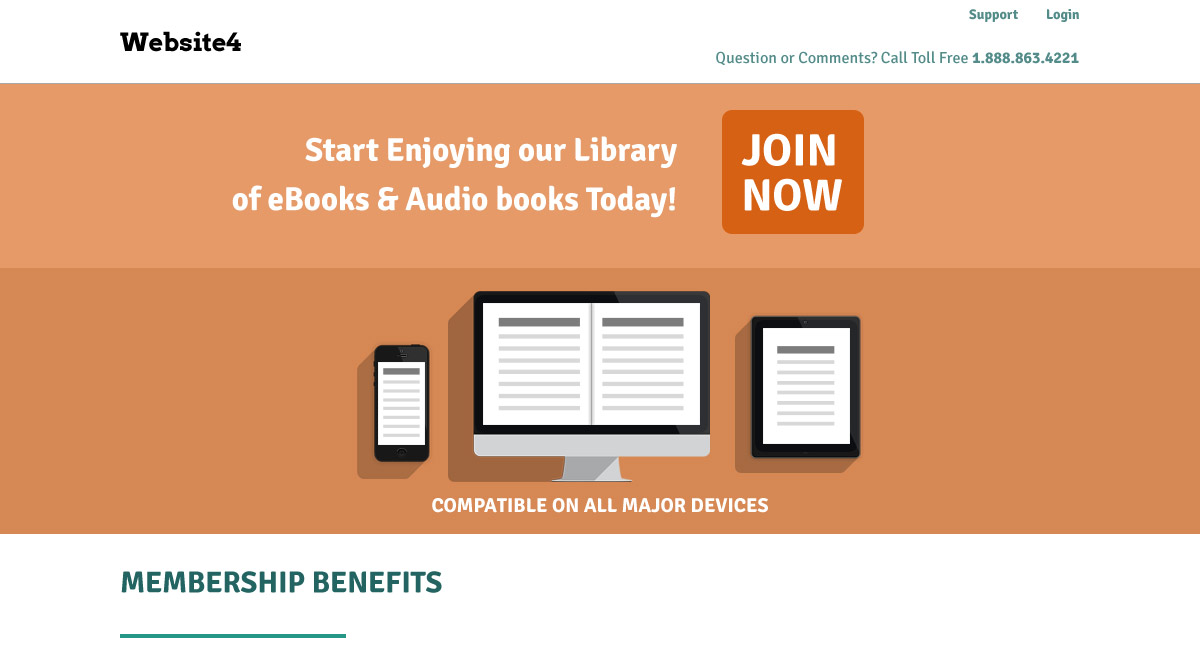 Support Login
Website4
Question or Comments? Call Toll Free 1.888.863.4221
Start Enjoying our Library
of eBooks & Audio books Today!
JOIN
NOW
COMPATIBLE ON ALL MAJOR DEVICES
MEMBERSHIP BENEFITS